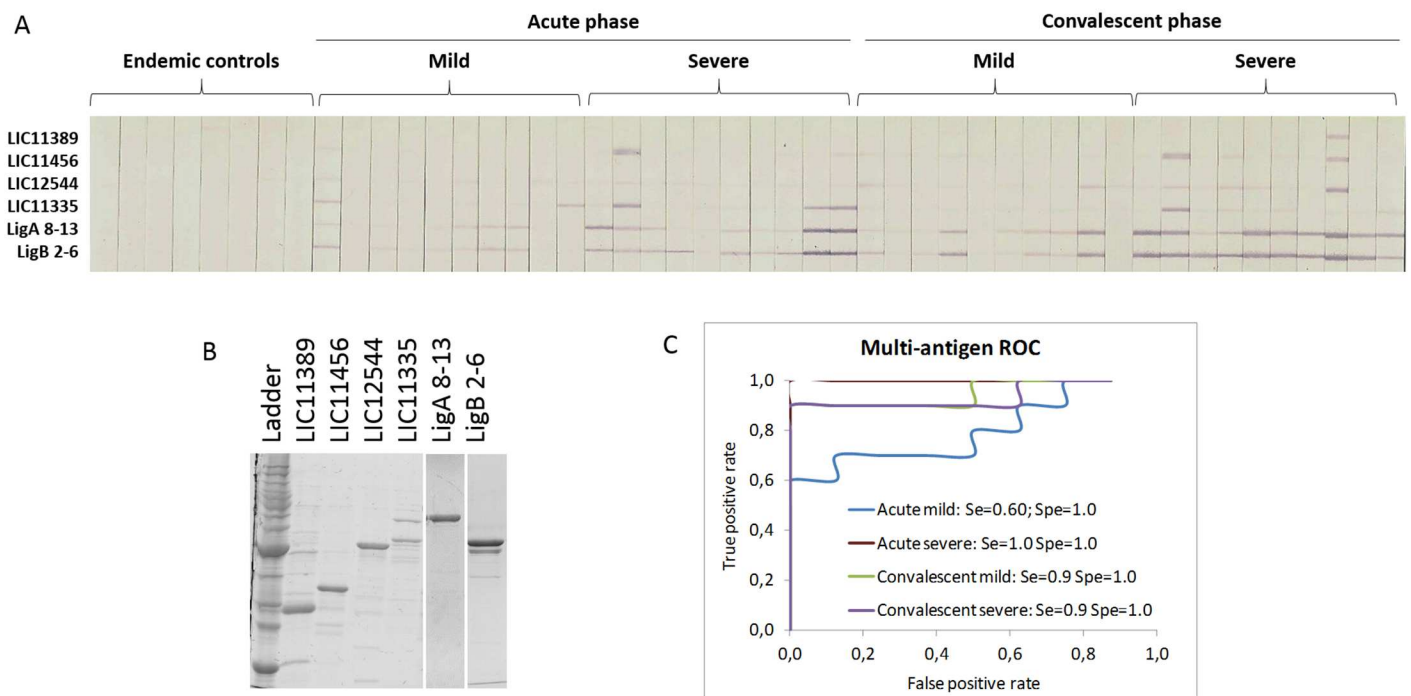 A
Acute phase
Convalescent phase
Endemic controls
Mild
Severe
Mild
Severe
LIC11389
LIC11456
LIC12544
LIC11335
LigA 8-13
LigB 2-6
B
Ladder
LIC11389
LIC11456
LIC12544
LIC11335
LigA 8-13
LigB 2-6
C
Multi-antigen ROC
True positive rate
1,0
0,8
0,6
0,4
0,2
0,0
Acute mild: Se=0.60; Spe=1.0
Acute severe: Se=1.0 Spe=1.0
Convalescent mild: Se=0.9 Spe=1.0
Convalescent severe: Se=0.9 Spe=1.0
0,0
0,2
0,4
0,6
0,8
1,0
False positive rate